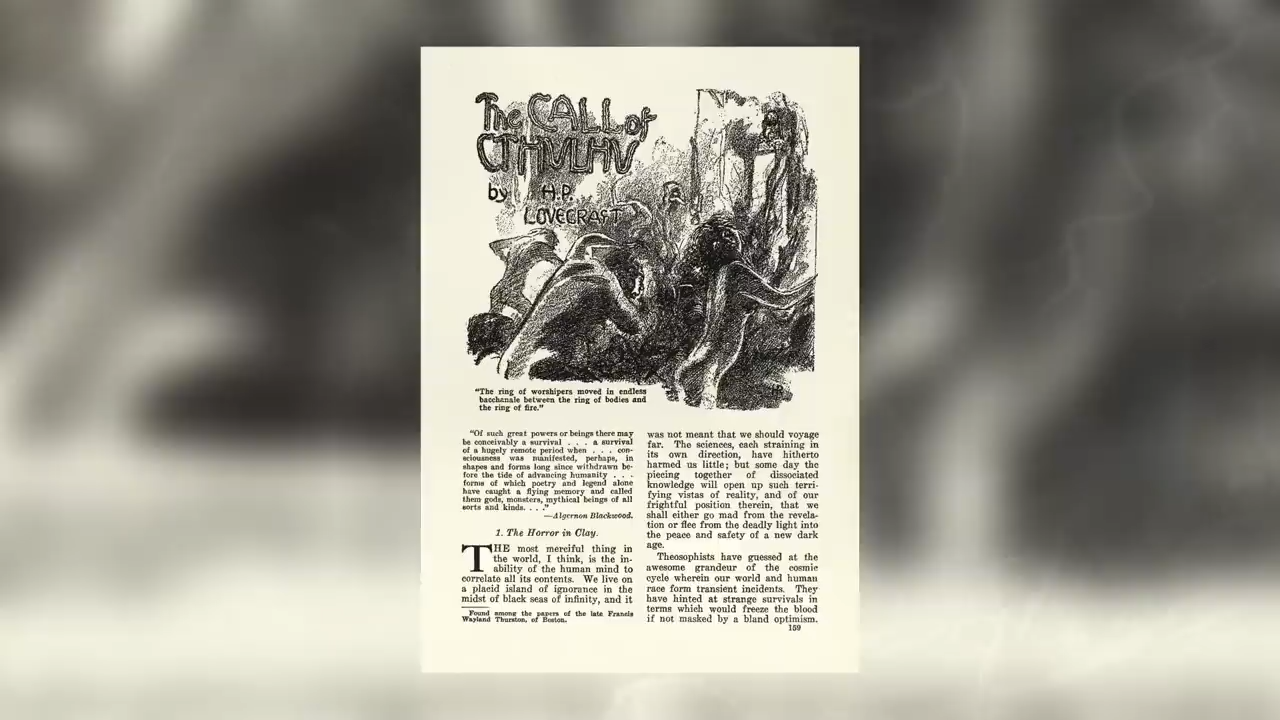 The CALL of
CTHULHU
by H.P.
LOVECRAFT
"The ring of worshipers moved in endless
bacchanale between the ring of bodies and
the ring of fire."
"Of such great powers or beings there may
be conceivably a survival . . . a survival
of a hugely remote period when . . . con-
sciousness was manifested, perhaps, in
shapes and forms long since withdrawn be-
fore the tide of advancing humanity . . .
forms of which poetry and legend alone
have caught a flying memory and called
them gods, monsters, mythical beings of all
sorts and kinds. . . ."
—Algernon Blackwood.
1. The Horror in Clay.
THE most merciful thing in
the world, I think, is the in-
ability of the human mind to
correlate all its contents. We live on
a placid island of ignorance in the
midst of black seas of infinity, and it
Found among the papers of the late Francis
Wayland Thurston, of Boston.
was not meant that we should voyage
far. The sciences, each straining in
its own direction, have hitherto
harmed us little; but some day the
piecing together of dissociated
knowledge will open up such terri-
fying vistas of reality, and of our
frightful position therein, that we
shall either go mad from the revela-
tion or flee from the deadly light into
the peace and safety of a new dark
age.
Theosophists have guessed at the
awesome grandeur of the cosmic
cycle wherein our world and human
race form transient incidents. They
have hinted at strange survivals in
terms which would freeze the blood
if not masked by a bland optimism.
159